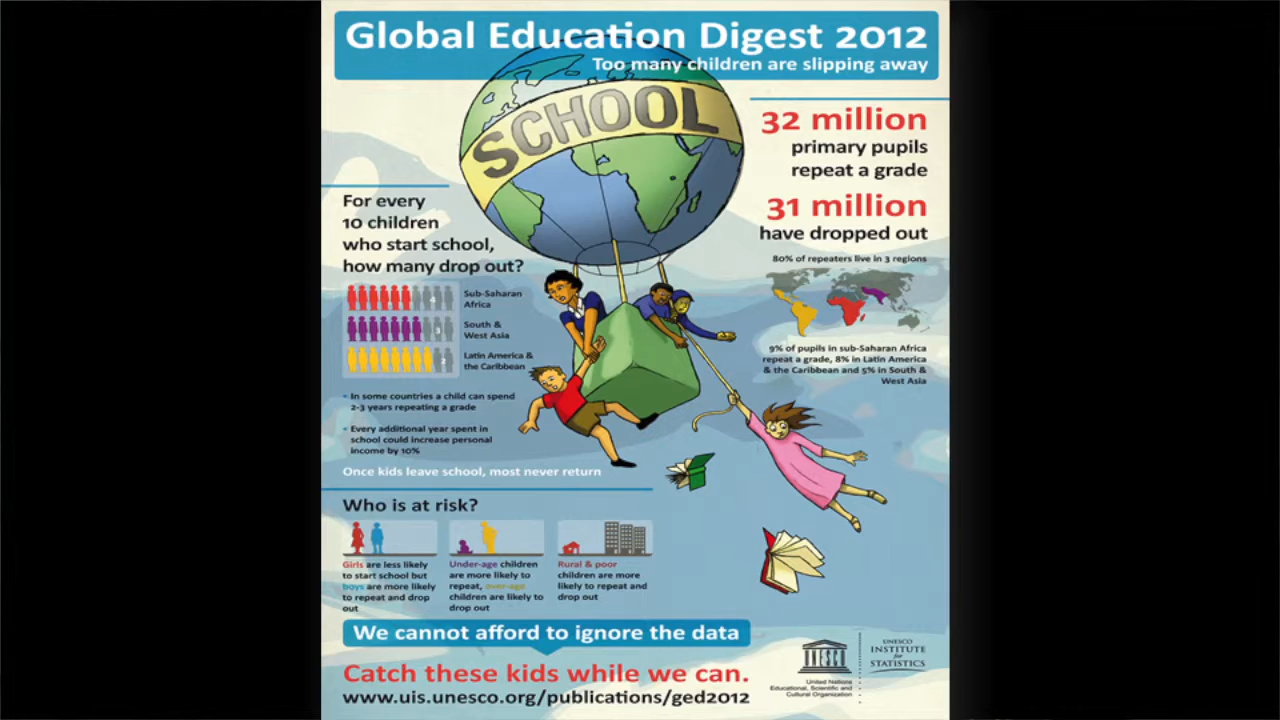 Global Education Digest 2012
Too many children are slipping away
SCHOOL
32 million
primary pupils
repeat a grade
31 million
have dropped out
80% of repeaters live in 3 regions
9% of pupils in sub-Saharan Africa
repeat a grade, 8% in Latin America
& the Caribbean and 5% in South &
West Asia
For every
10 children
who start school,
how many drop out?
4
Sub-Saharan
Africa
3
South &
West Asia
2
Latin America &
the Caribbean
- In some countries a child can spend
2-3 years repeating a grade
- Every additional year spent in
school could increase personal
income by 10%
Once kids leave school, most never return
Who is at risk?
Girls are less likely
to start school but
boys are more likely
to repeat and drop
out
Under-age children
are more likely to
repeat, over-age
children are likely to
drop out
Rural & poor
children are more
likely to repeat and
drop out
We cannot afford to ignore the data
Catch these kids while we can.
www.uis.unesco.org/publications/ged2012
UNESCO
United Nations
Educational, Scientific and
Cultural Organization
UNESCO
INSTITUTE
for
STATISTICS